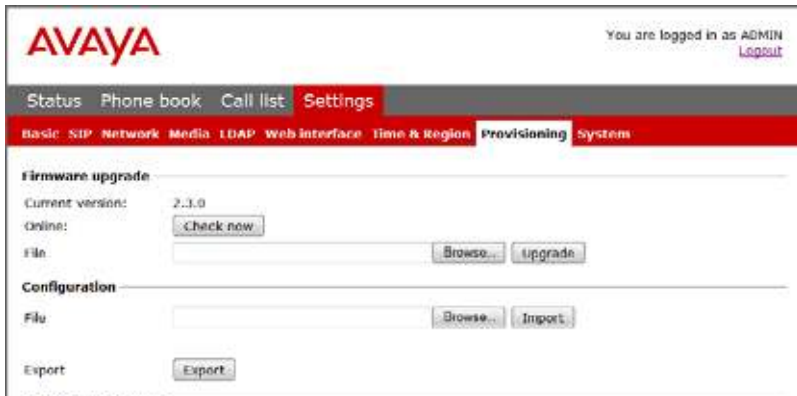 AVAYA
You are logged in as ADMIN
Logout
Status Phone book Call list Settings
Basic SIP Network Media LDAP Web interface Time & Region Provisioning System
Firmware upgrade
Current version: 2.3.0
Online: Check now
File Browse... Upgrade
Configuration
File Browse... Import
Export Export